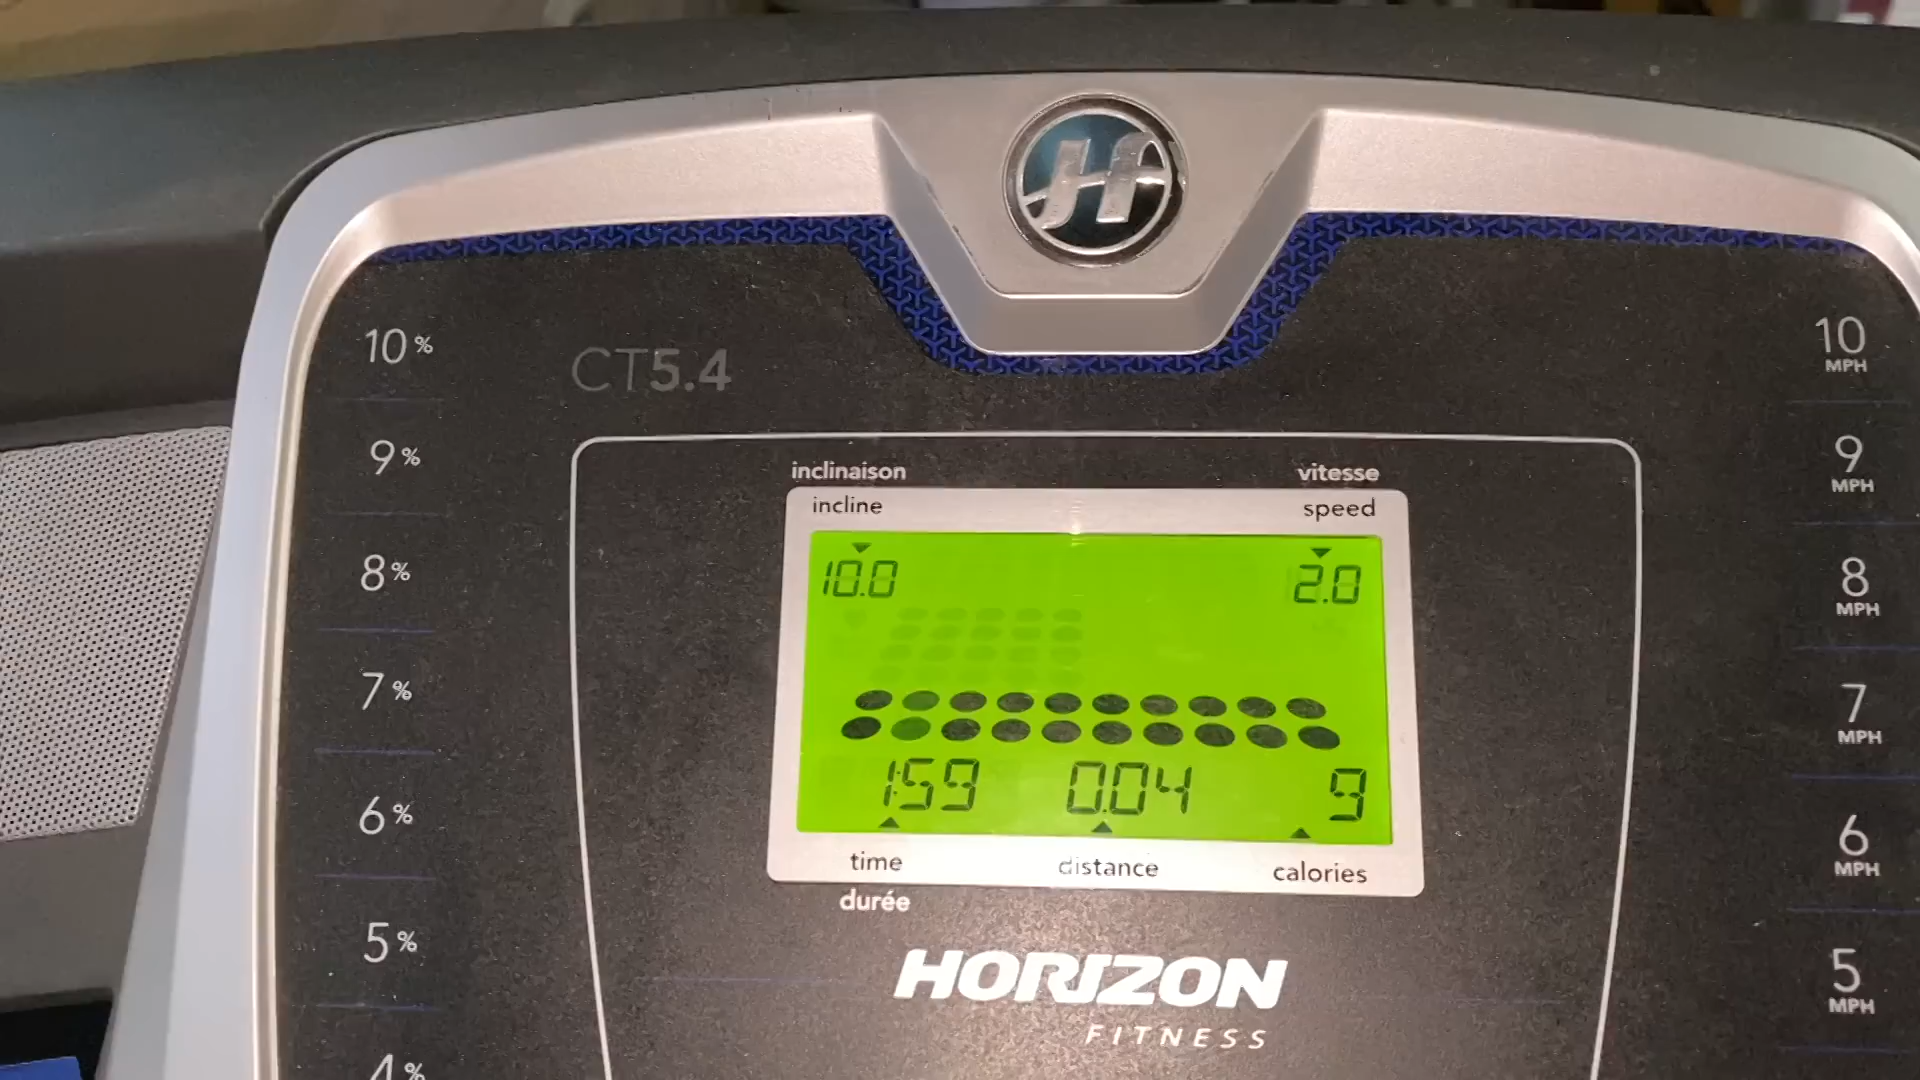 H
CT5.4
inclinaison vitesse
incline speed
10.0 2.0
1:59 0.04 9
time distance calories
durée
HORIZON
FITNESS
10%
9%
8%
7%
6%
5%
4%
10 MPH
9 MPH
8 MPH
7 MPH
6 MPH
5 MPH